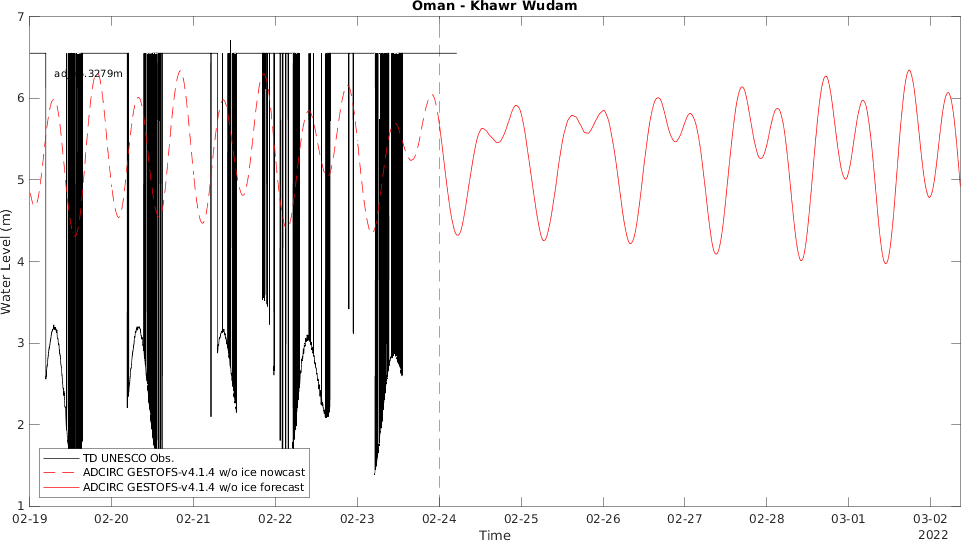 Oman - Khawr Wudam
7
6
5
4
3
2
1
Water Level (m)
TD UNESCO Obs.
ADCIRC GESTOFS-v4.1.4 w/o ice nowcast
ADCIRC GESTOFS-v4.1.4 w/o ice forecast
02-19 02-20 02-21 02-22 02-23 02-24 02-25 02-26 02-27 02-28 03-01 03-02
Time
2022